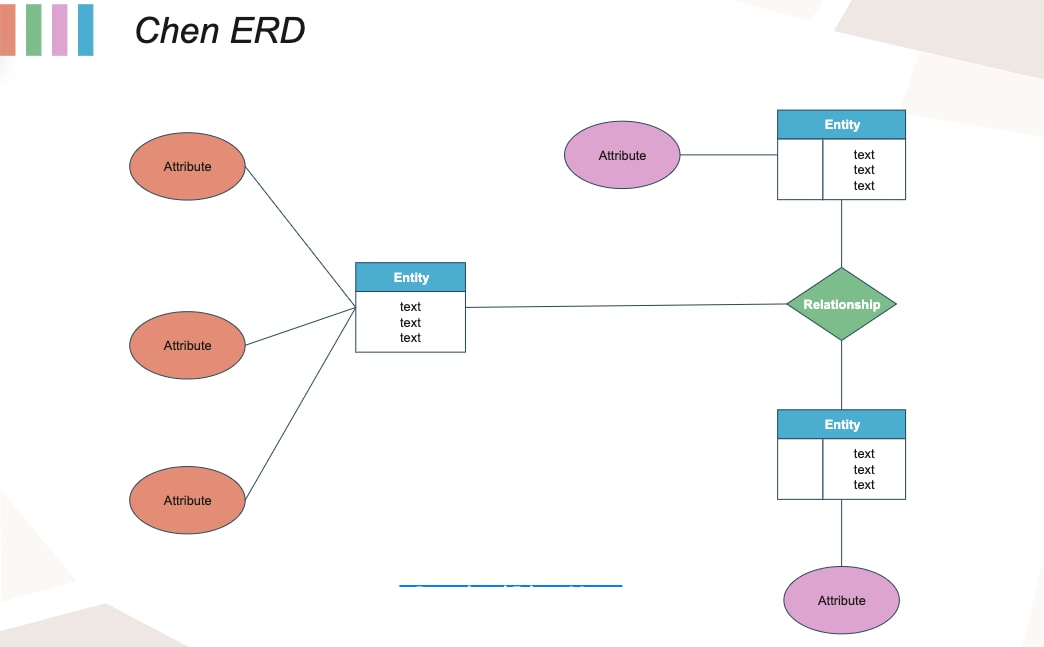 Chen ERD
Attribute
Attribute
Attribute
Entity
text
text
text
Attribute
Entity
text
text
text
Relationship
Entity
text
text
text
Attribute